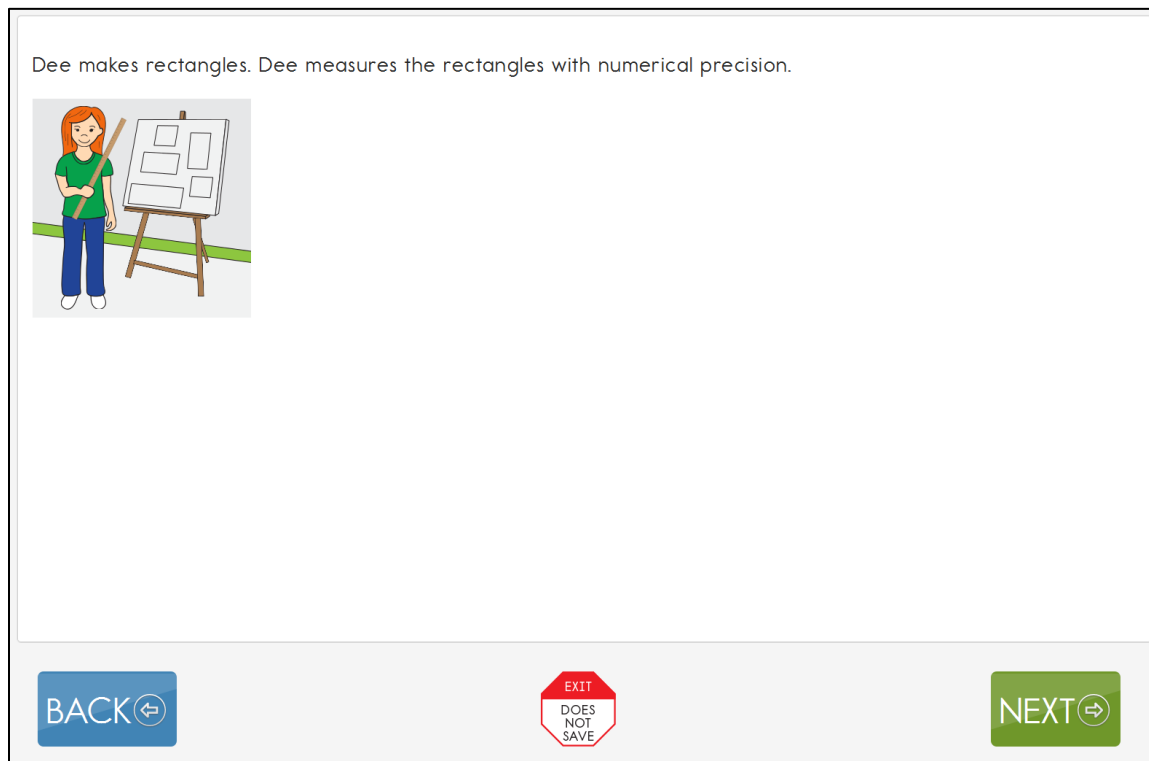 Dee makes rectangles. Dee measures the rectangles with numerical precision.
BACK
EXIT
DOES
NOT
SAVE
NEXT